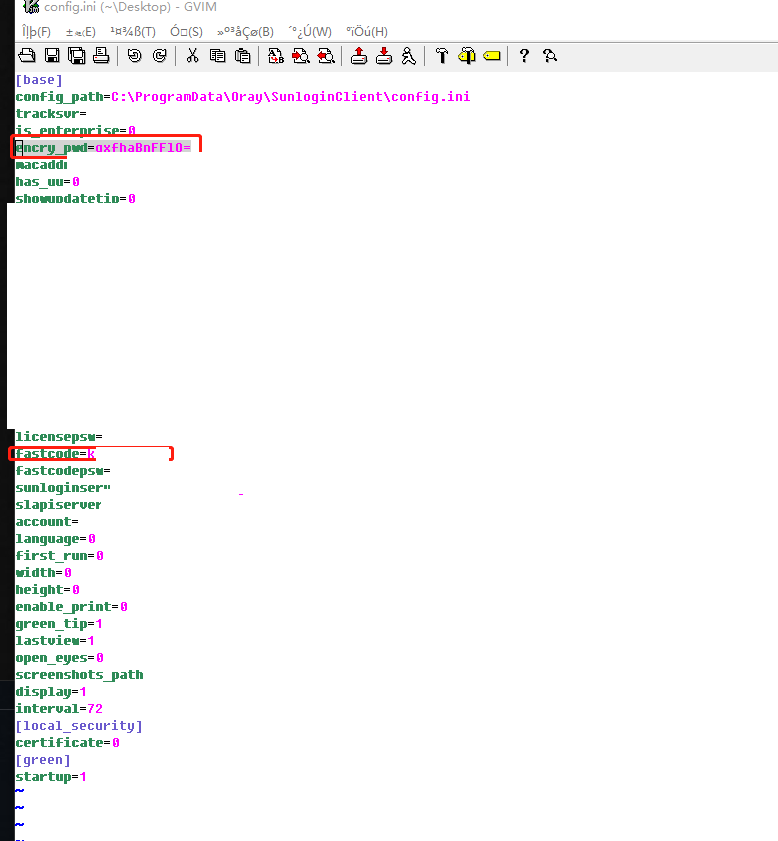 config.ini (~\Desktop) - GVIM
Îļþ(F) ±à¼­(E) ¹¤¾ß(T) Ó﷨(S) »º³åÇø(B) ´°¿Ú(W) °ïÖú(H)
[base]
config_path=C:\ProgramData\Oray\SunloginClient\config.ini
tracksvr=
is_enterprise=0
macaddr
has_uu=0
showupdatetip=0
licensepsw=
fastcode=k
fastcodepsw=
sunloginser
slapiserver
account=
language=0
first_run=0
width=0
height=0
enable_print=0
green_tip=1
lastview=1
open_eyes=0
screenshots_path
display=1
interval=72
[local_security]
certificate=0
[green]
startup=1
~
~
~
~